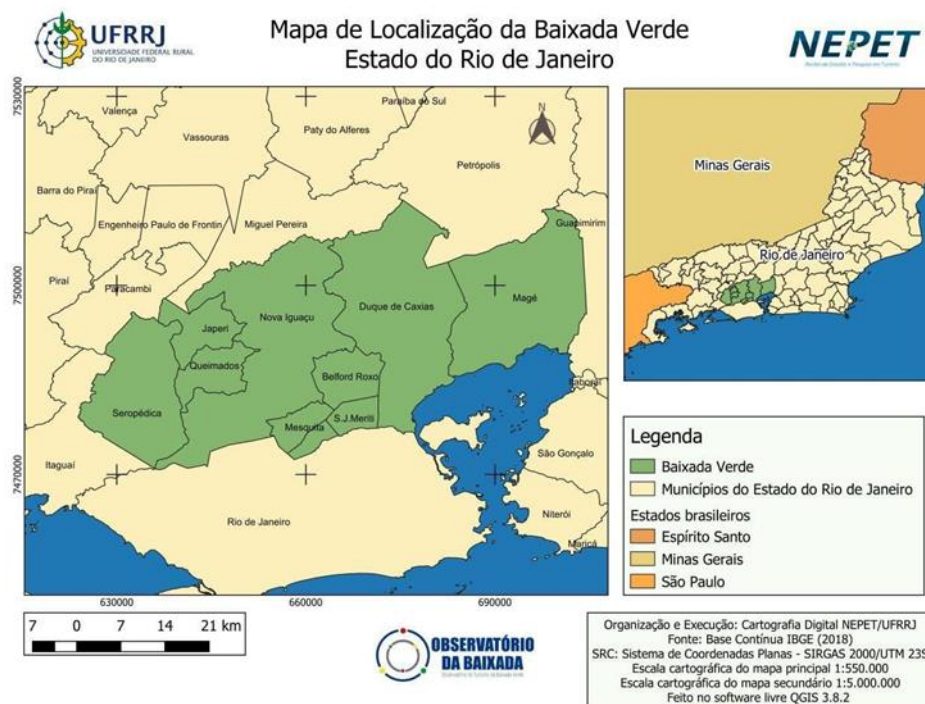 UFRRJ
UNIVERSIDADE FEDERAL RURAL
DO RIO DE JANEIRO
Mapa de Localização da Baixada Verde
Estado do Rio de Janeiro
NEPET
7530000
7500000
7470000
630000
660000
690000
N
Valença
Vassouras
Paraíba do Sul
Paty do Alferes
Petrópolis
Barra do Piraí
Engenheiro Paulo de Frontin
Miguel Pereira
Guapimirim
Piraí
Paracambi
Japeri
Nova Iguaçu
Duque de Caxias
Magé
Queimados
Belford Roxo
Seropédica
Mesquita
S.J.Meriti
Itaboraí
Itaguaí
São Gonçalo
Rio de Janeiro
Niterói
Maricá
Minas Gerais
Rio de Janeiro
Legenda
Baixada Verde
Municípios do Estado do Rio de Janeiro
Estados brasileiros
Espírito Santo
Minas Gerais
São Paulo
7 0 7 14 21 km
OBSERVATÓRIO
DA BAIXADA
Organização e Execução: Cartografia Digital NEPET/UFRRJ
Fonte: Base Contínua IBGE (2018)
SRC: Sistema de Coordenadas Planas - SIRGAS 2000/UTM 23S
Escala cartográfica do mapa principal 1:550.000
Escala cartográfica do mapa secundário 1:5.000.000
Feito no software livre QGIS 3.8.2